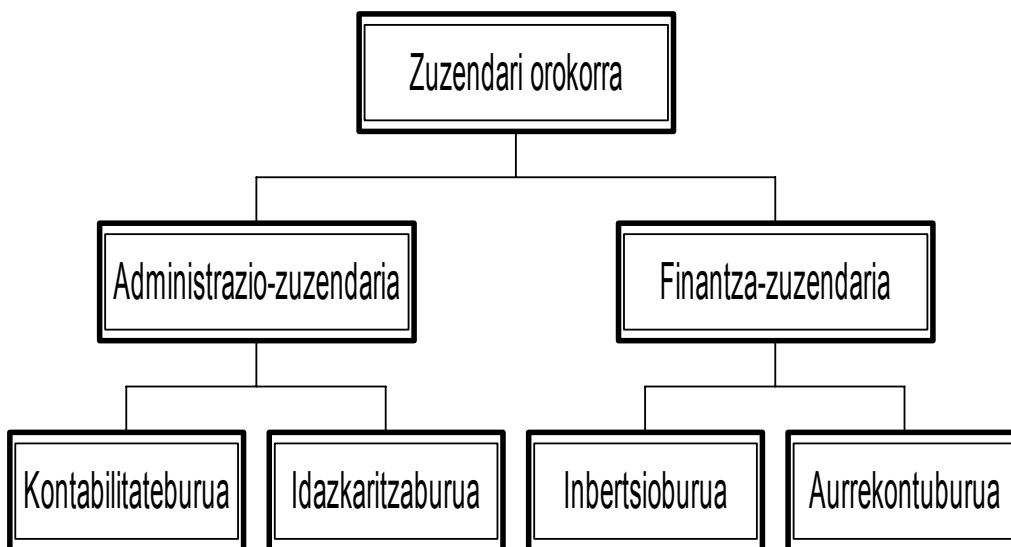 Zuzendari orokorra
Administrazio-zuzendaria
Finantza-zuzendaria
Kontabilitateburua
Idazkaritzaburua
Inbertsioburua
Aurrekontuburua